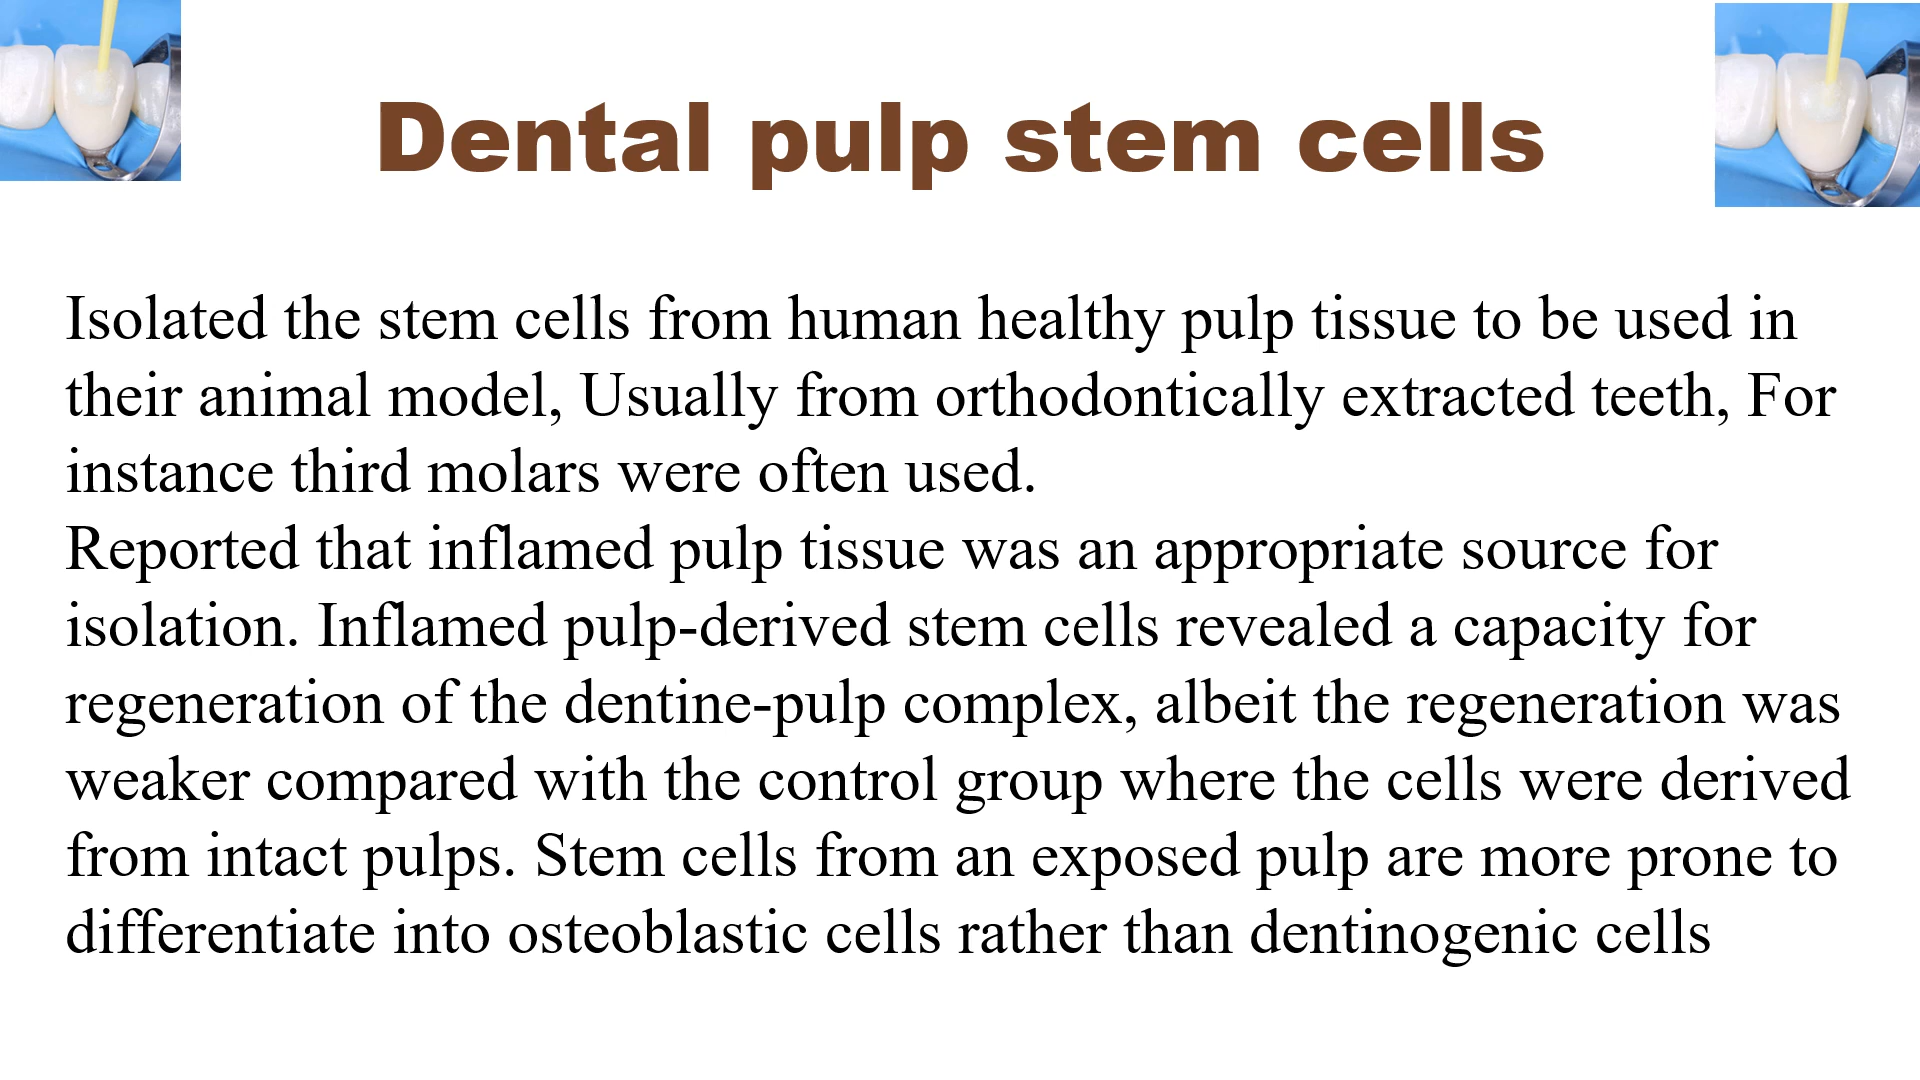 Dental pulp stem cells
Isolated the stem cells from human healthy pulp tissue to be used in
their animal model, Usually from orthodontically extracted teeth, For
instance third molars were often used.
Reported that inflamed pulp tissue was an appropriate source for
isolation. Inflamed pulp-derived stem cells revealed a capacity for
regeneration of the dentine-pulp complex, albeit the regeneration was
weaker compared with the control group where the cells were derived
from intact pulps. Stem cells from an exposed pulp are more prone to
differentiate into osteoblastic cells rather than dentinogenic cells